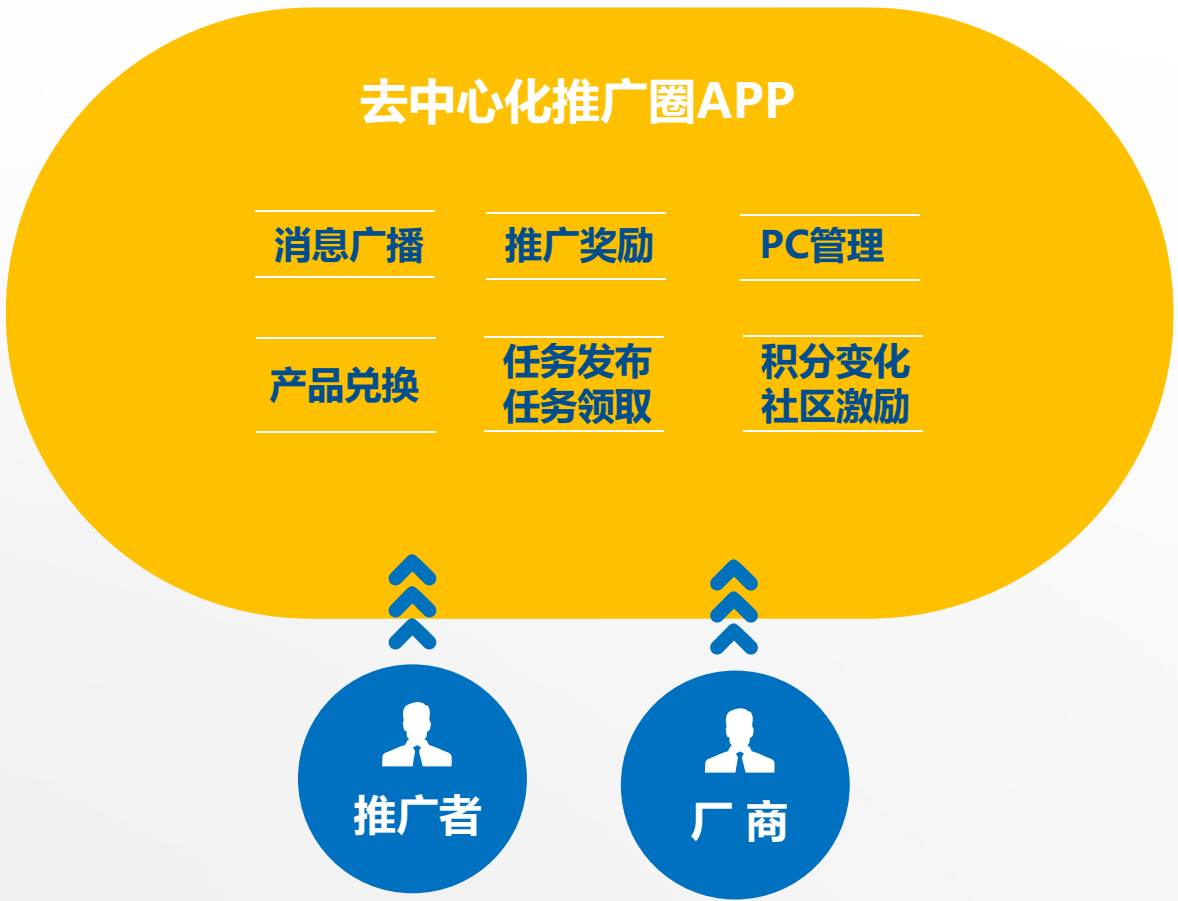 去中心化推广圈APP
消息广播
推广奖励
PC管理
产品兑换
任务发布
任务领取
积分变化
社区激励
推广者
厂 商